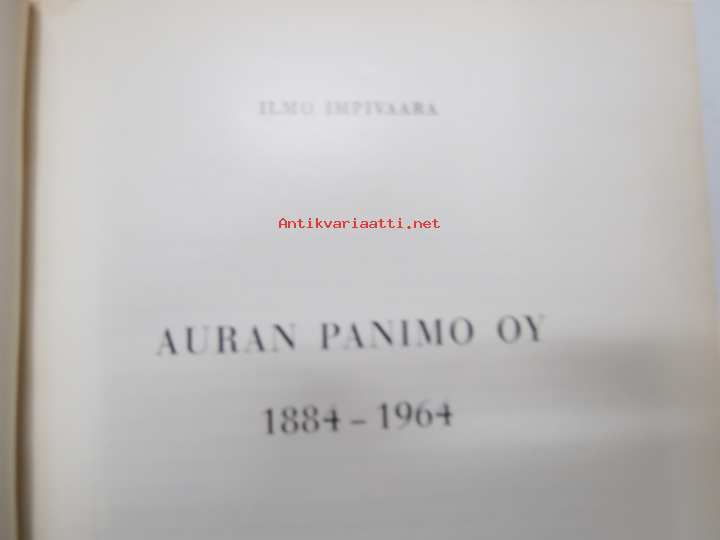 ILMO IMPIVAARA
Antikvariaatti.net
AURAN PANIMO OY
1884 – 1964